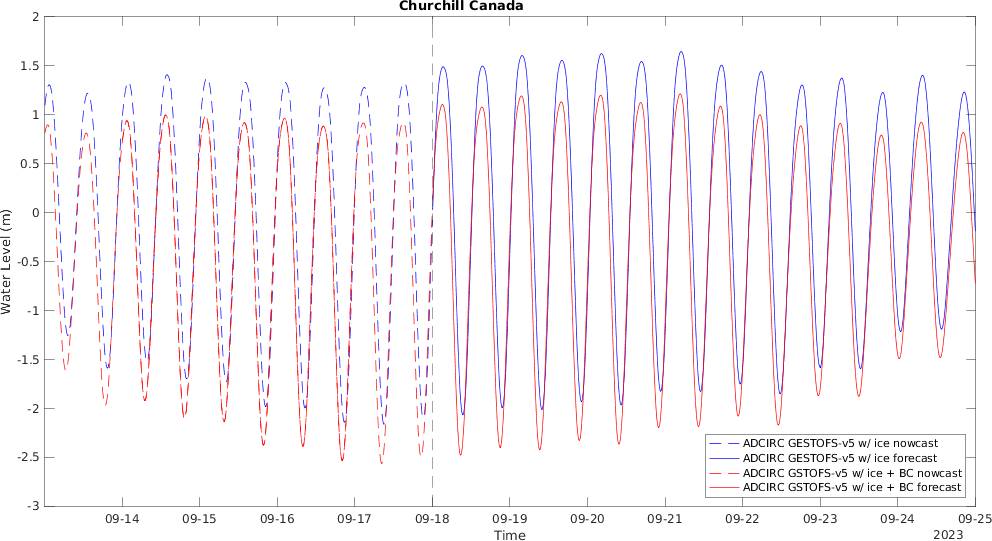 Churchill Canada
2
1.5
1
0.5
0
-0.5
-1
-1.5
-2
-2.5
-3
Water Level (m)
ADCIRC GESTOFS-v5 w/ ice nowcast
ADCIRC GESTOFS-v5 w/ ice forecast
ADCIRC GSTOFS-v5 w/ ice + BC nowcast
ADCIRC GSTOFS-v5 w/ ice + BC forecast
09-14 09-15 09-16 09-17 09-18 09-19 09-20 09-21 09-22 09-23 09-24 09-25
Time
2023